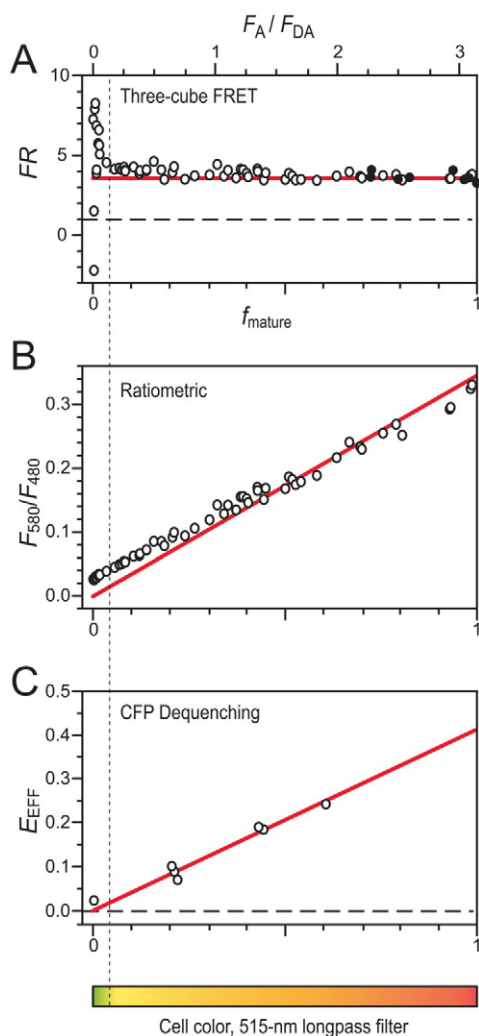 F_A / F_DA
0 1 2 3
A
Three-cube FRET
10
5
0
FR
0 1
f_mature
B
Ratiometric
0.3
0.2
0.1
0.0
F_580/F_480
0 1
C
CFP Dequenching
0.5
0.4
0.3
0.2
0.1
0.0
E_EFF
0 1
Cell color, 515-nm longpass filter